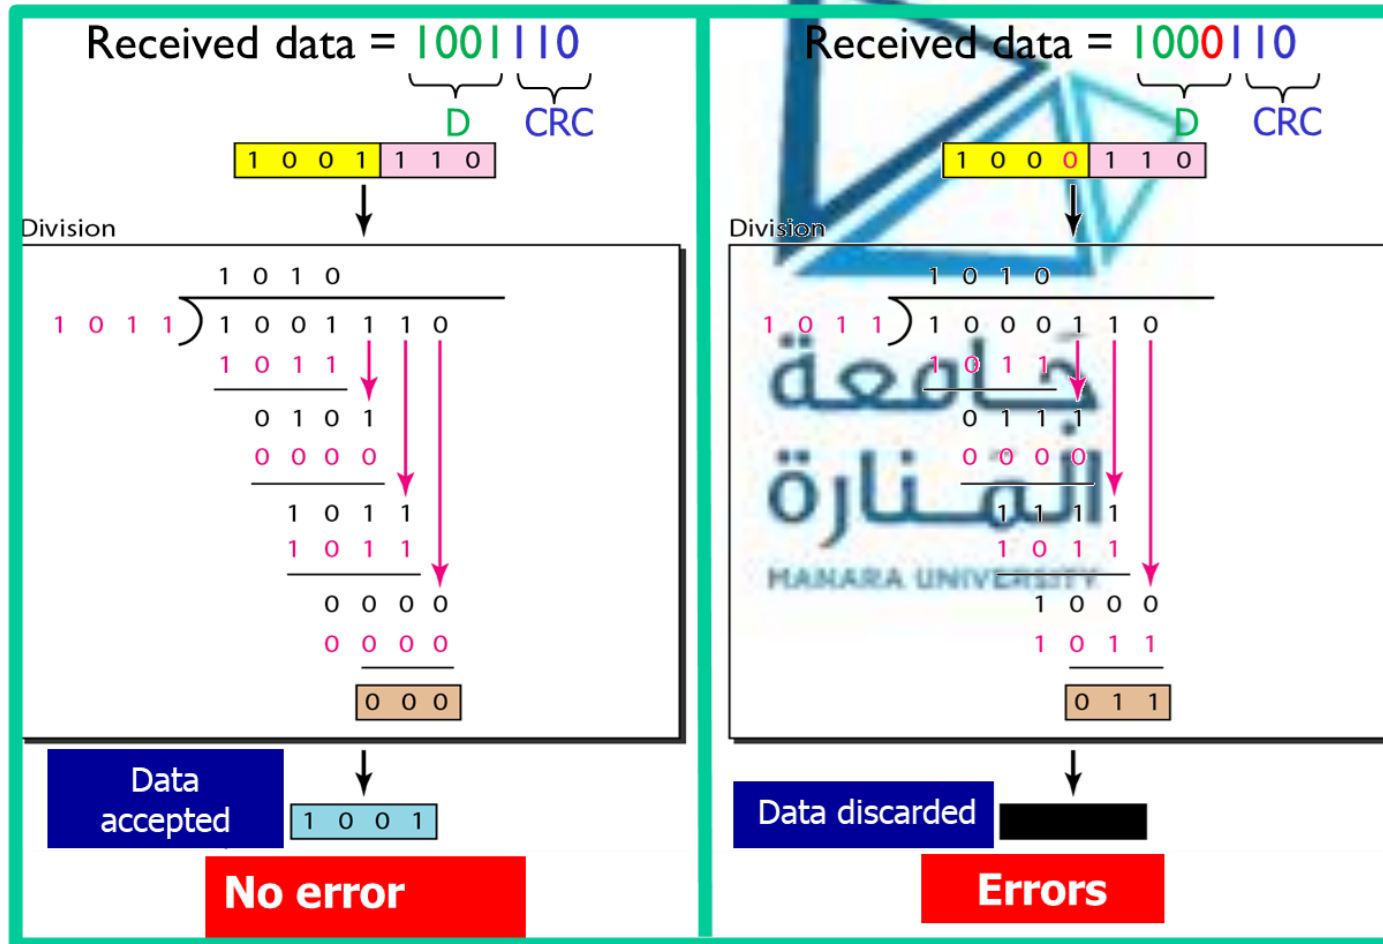 Received data = 1001110
D CRC
1 0 0 1 1 1 0
Division
1 0 1 0
1 0 1 1 1 0 0 1 1 1 0
1 0 1 1
0 1 0 1
0 0 0 0
1 0 1 1
1 0 1 1
0 0 0 0
0 0 0 0
0 0 0
Data
accepted
1 0 0 1
No error
Received data = 1000110
D CRC
1 0 0 0 1 1 0
Division
1 0 1 0
1 0 1 1 1 0 0 0 1 1 0
1 0 1 1
0 1 1 1
0 0 0 0
1 1 1 1
1 0 1 1
1 0 0 0
1 0 1 1
0 1 1
Data discarded
Errors
جَامعة
المَنارة
MANARA UNIVERSITY